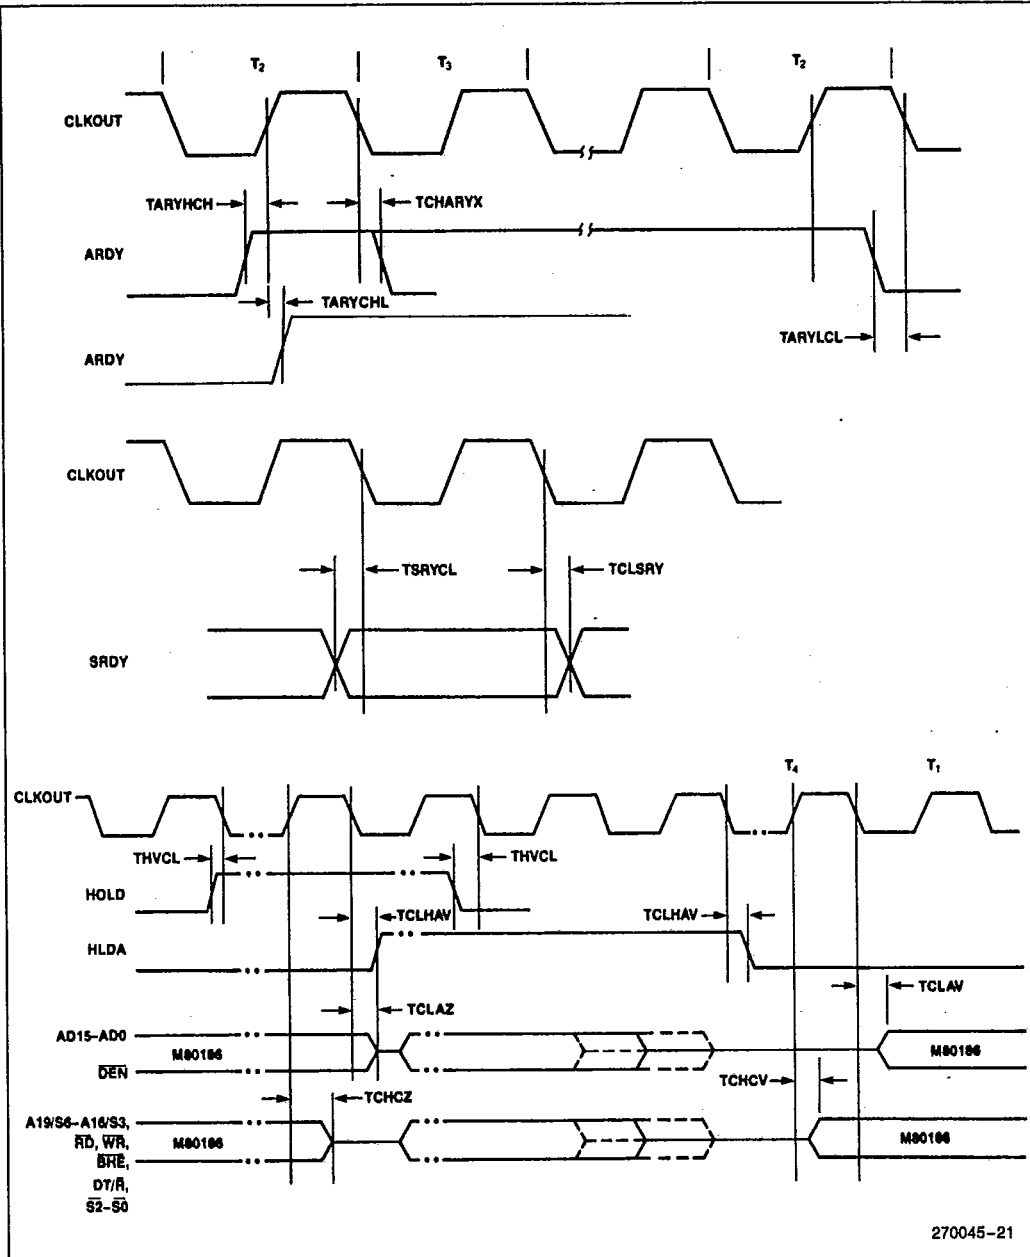 T2 T3 T2
CLKOUT
TARYHCH TCHARYX
ARDY
TARYCHL
TARYLCL
ARDY
CLKOUT
TSRYCL TCLSRY
SRDY
T4 T1
CLKOUT
THVCL THVCL
HOLD
TCLHAV TCLHAV
HLDA
TCLAV
TCLAZ
AD15-AD0
M80186 M80186
DEN
TCHCV
TCHCZ
A19/S6-A16/S3,
RD, WR, M80186 M80186
BHE,
DT/R,
S2-S0
270045-21